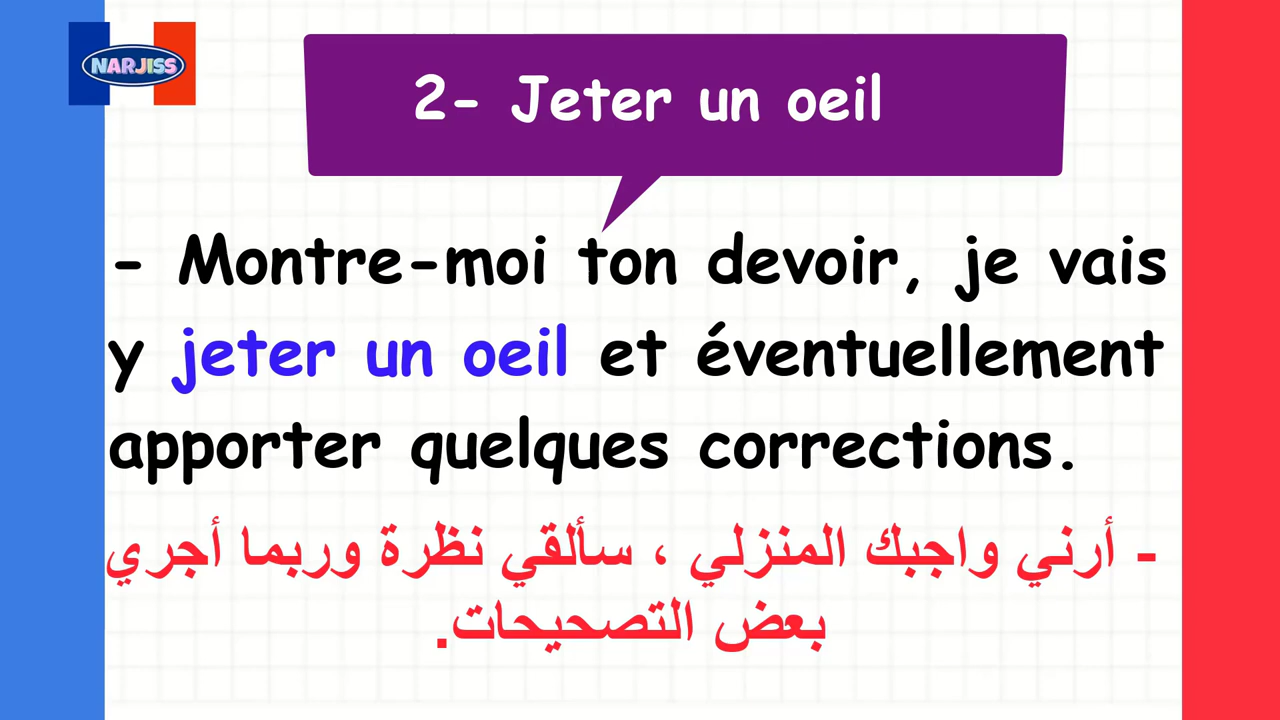 NARJISS
2- Jeter un oeil
- Montre-moi ton devoir, je vais
y jeter un oeil et éventuellement
apporter quelques corrections.
- أرني واجبك المنزلي ، سألقي نظرة وربما أجري
بعض التصحيحات.